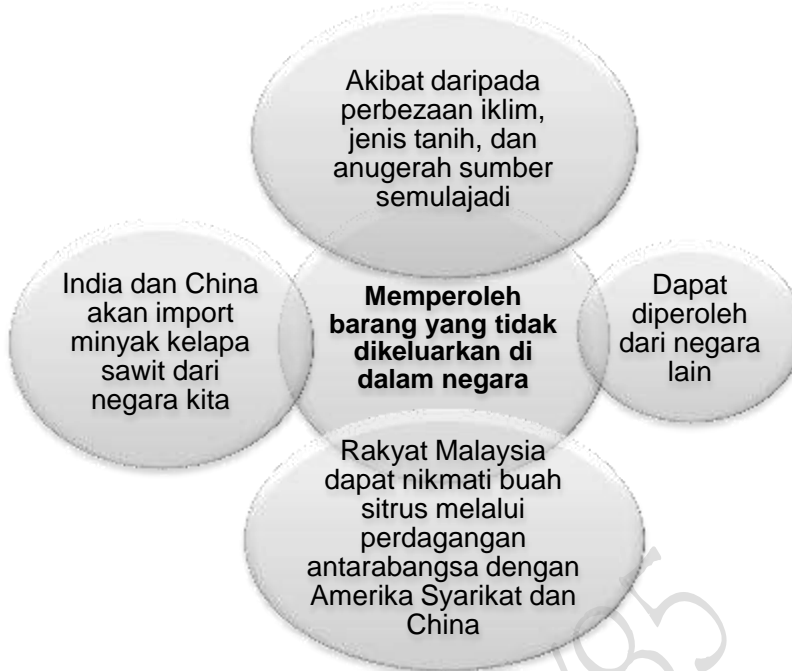 Akibat daripada
perbezaan iklim,
jenis tanih, dan
anugerah sumber
semulajadi
India dan China
akan import
minyak kelapa
sawit dari
negara kita
Memperoleh
barang yang tidak
dikeluarkan di
dalam negara
Dapat
diperoleh
dari negara
lain
Rakyat Malaysia
dapat nikmati buah
sitrus melalui
perdagangan
antarabangsa dengan
Amerika Syarikat dan
China